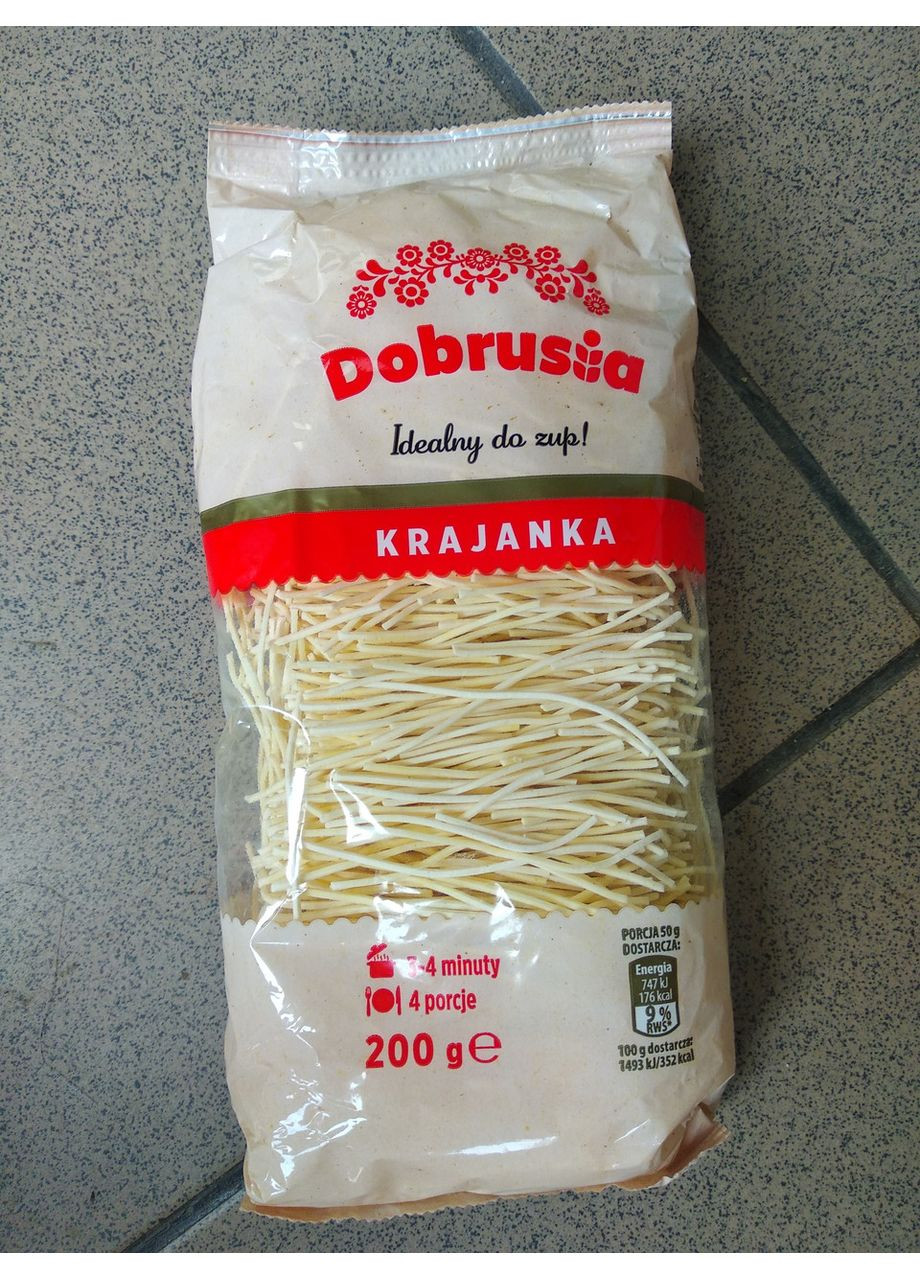 Dobrusia
Idealny do zup!
KRAJANKA
3-4 minuty
4 porcje
200 g ℮
PORCJA 50 g
DOSTARCZA:
Energia
747 kJ
176 kcal
9 %
RWS*
100 g dostarcza:
1493 kJ/352 kcal